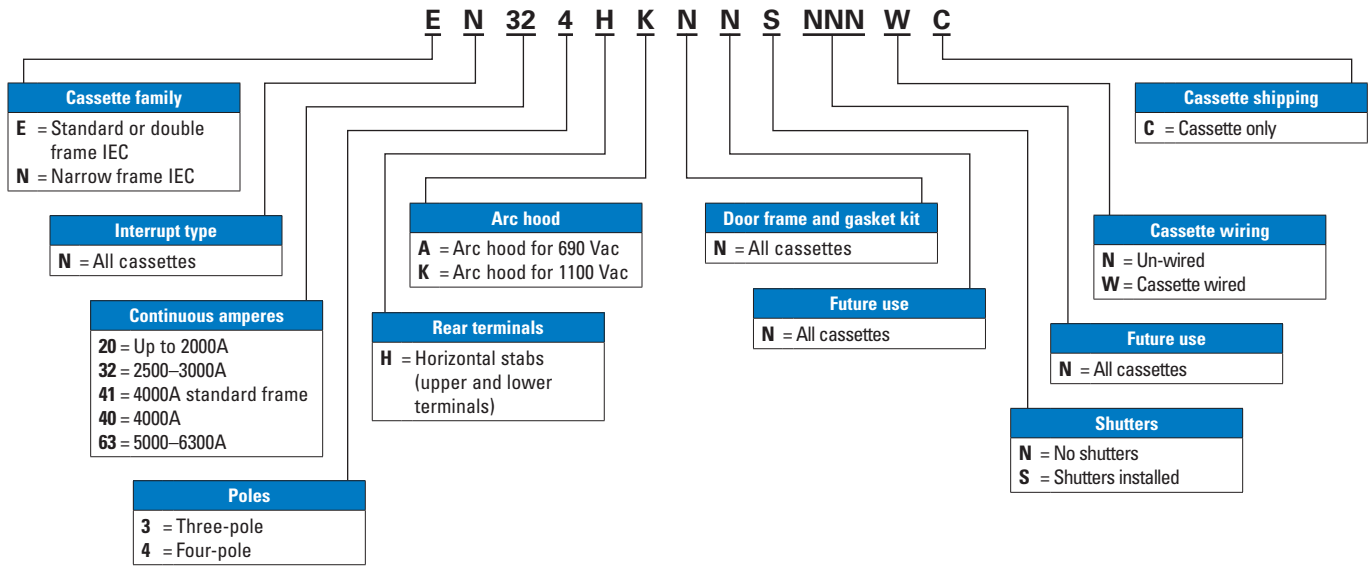 E N 32 4 H K N N S NNN W C
Cassette family
E = Standard or double
frame IEC
N = Narrow frame IEC
Interrupt type
N = All cassettes
Continuous amperes
20 = Up to 2000A
32 = 2500–3000A
41 = 4000A standard frame
40 = 4000A
63 = 5000–6300A
Poles
3 = Three-pole
4 = Four-pole
Rear terminals
H = Horizontal stabs
(upper and lower
terminals)
Arc hood
A = Arc hood for 690 Vac
K = Arc hood for 1100 Vac
Door frame and gasket kit
N = All cassettes
Future use
N = All cassettes
Shutters
N = No shutters
S = Shutters installed
Future use
N = All cassettes
Cassette wiring
N = Un-wired
W = Cassette wired
Cassette shipping
C = Cassette only